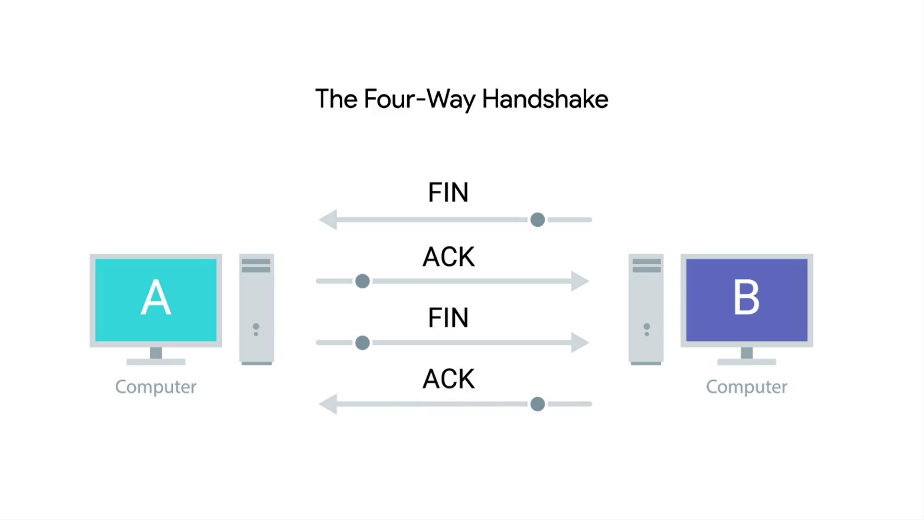 The Four-Way Handshake
FIN
ACK
FIN
ACK
A
B
Computer
Computer